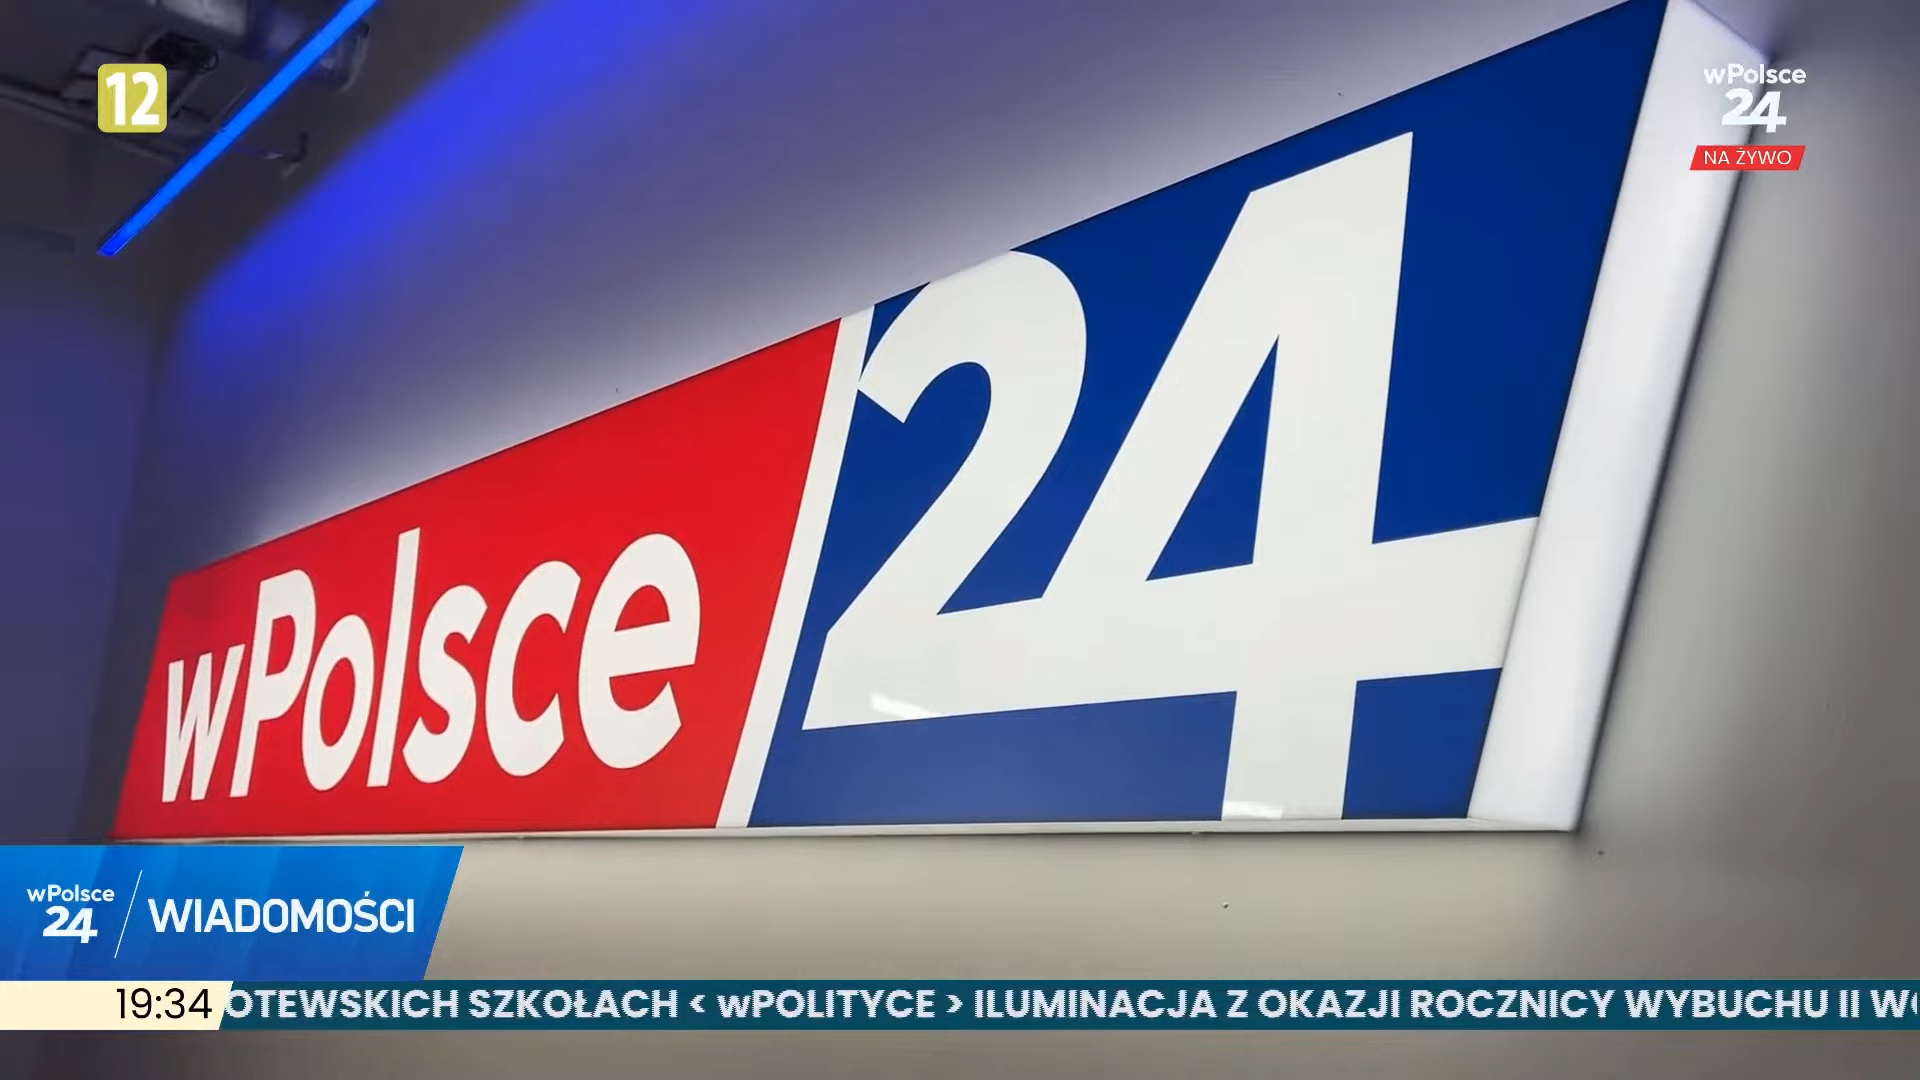 12
wPolsce
24
NA ŻYWO
wPolsce 24
wPolsce
24
WIADOMOŚCI
19:34
OTEWSKICH SZKOŁACH < wPOLITYCE > ILUMINACJA Z OKAZJI ROCZNICY WYBUCHU II